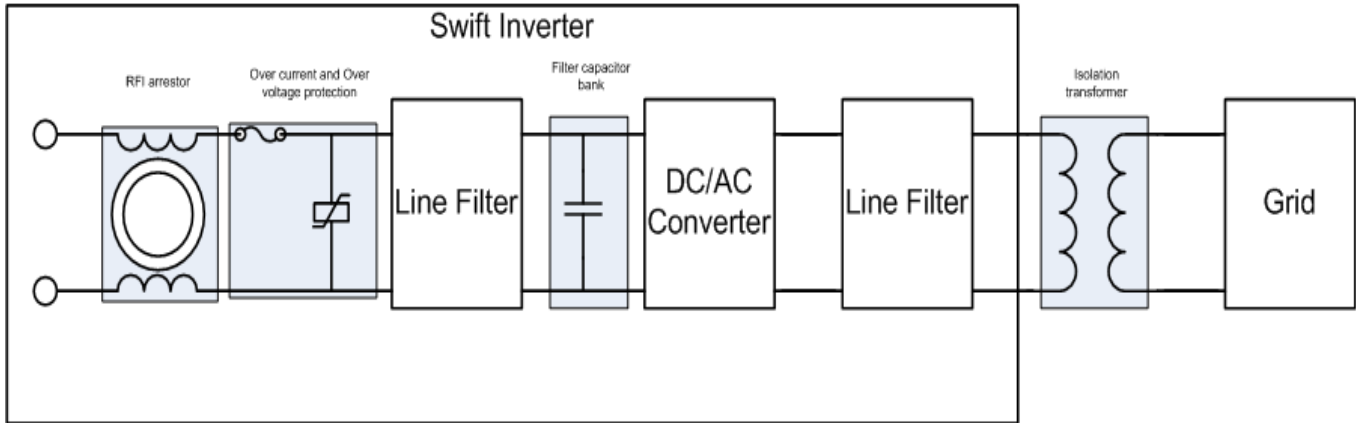 Swift Inverter
RFI arrestor
Over current and Over
voltage protection
Filter capacitor
bank
Isolation
transformer
Line Filter
DC/AC
Converter
Line Filter
Grid